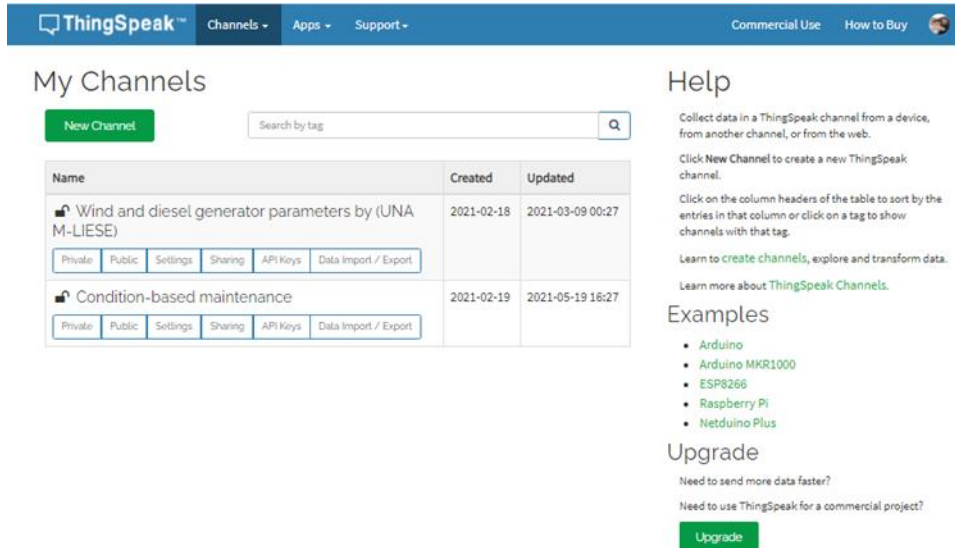 ThingSpeak™ Channels Apps Support Commercial Use How to Buy
My Channels
New Channel
Search by tag
Name Created Updated
Wind and diesel generator parameters by (UNA
M-LIESE)
2021-02-18 2021-03-09 00:27
Private Public Settings Sharing API Keys Data Import / Export
Condition-based maintenance 2021-02-19 2021-05-19 16:27
Private Public Settings Sharing API Keys Data Import / Export
Help
Collect data in a ThingSpeak channel from a device,
from another channel, or from the web.
Click New Channel to create a new ThingSpeak
channel.
Click on the column headers of the table to sort by the
entries in that column or click on a tag to show
channels with that tag.
Learn to create channels, explore and transform data.
Learn more about ThingSpeak Channels.
Examples
Arduino
Arduino MKR1000
ESP8266
Raspberry Pi
Netduino Plus
Upgrade
Need to send more data faster?
Need to use ThingSpeak for a commercial project?
Upgrade